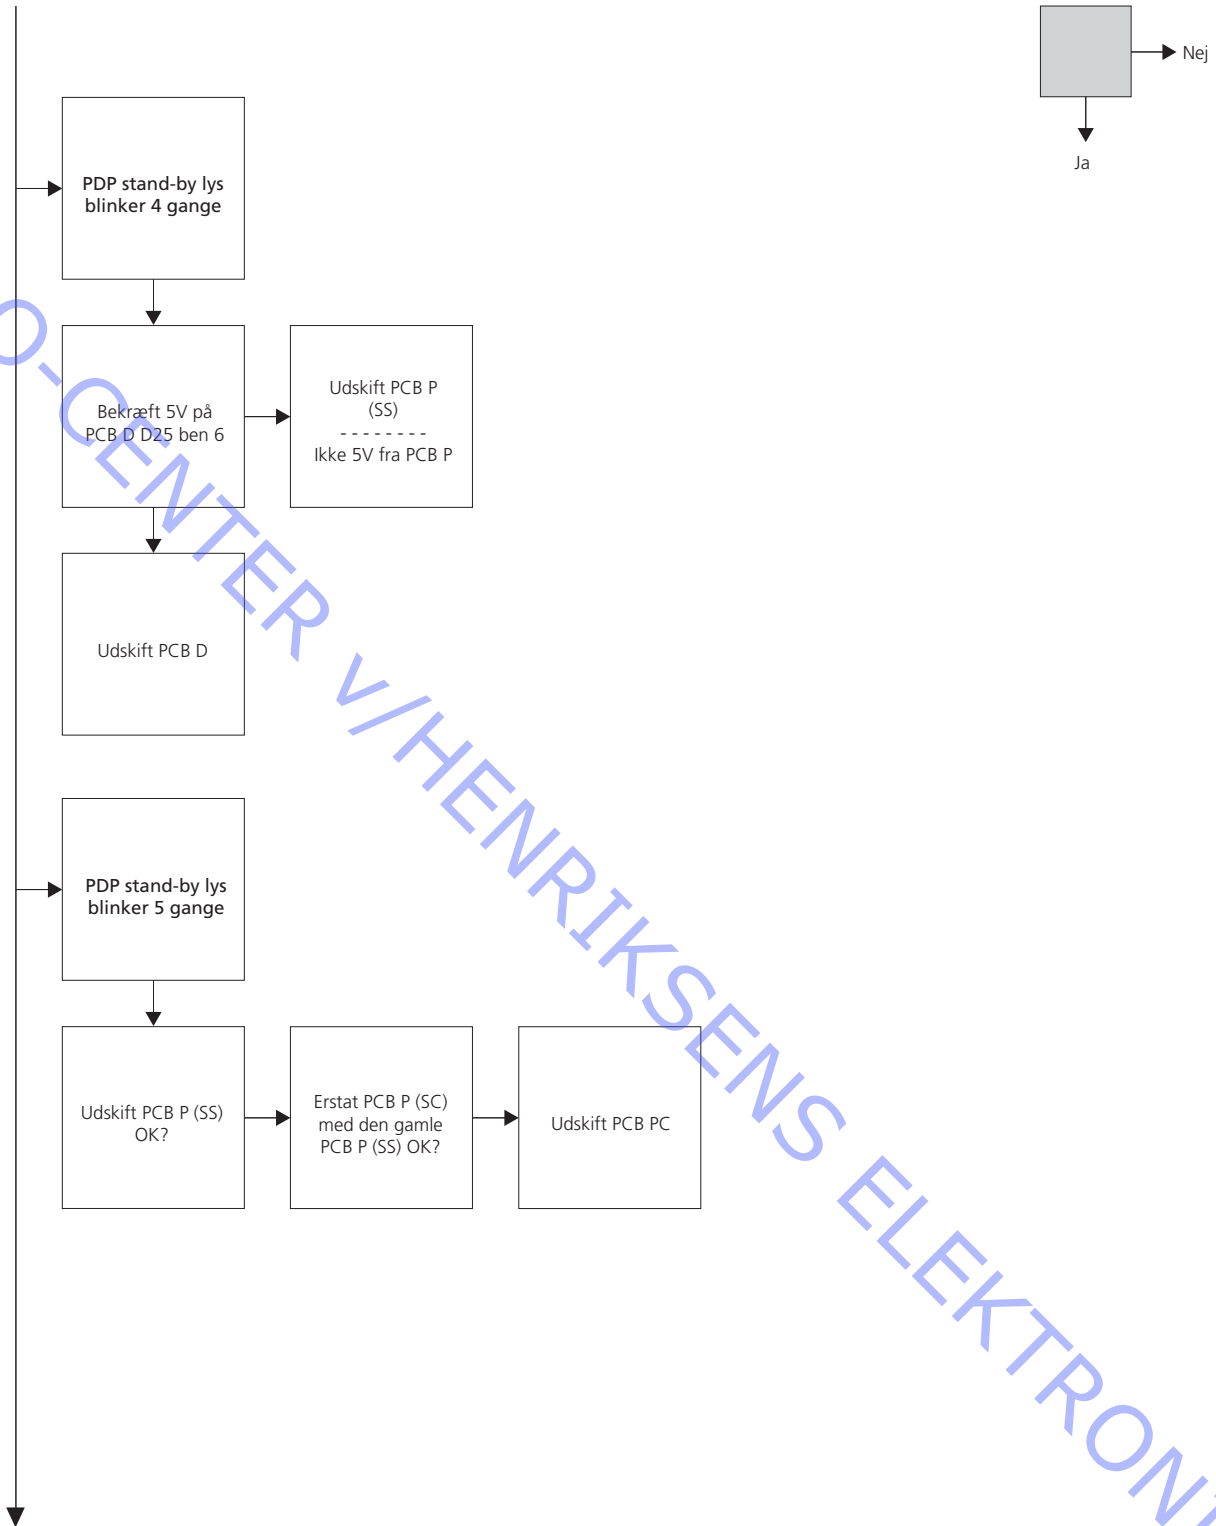 Nej
Ja
PDP stand-by lys
blinker 4 gange
Bekræft 5V på
PCB D D25 ben 6
Udskift PCB P
(SS)
- - - - - - - -
Ikke 5V fra PCB P
Udskift PCB D
PDP stand-by lys
blinker 5 gange
Udskift PCB P (SS)
OK?
Erstat PCB P (SC)
med den gamle
PCB P (SS) OK?
Udskift PCB PC
O-CENTER v/HENRIKSENS ELEKTRONI